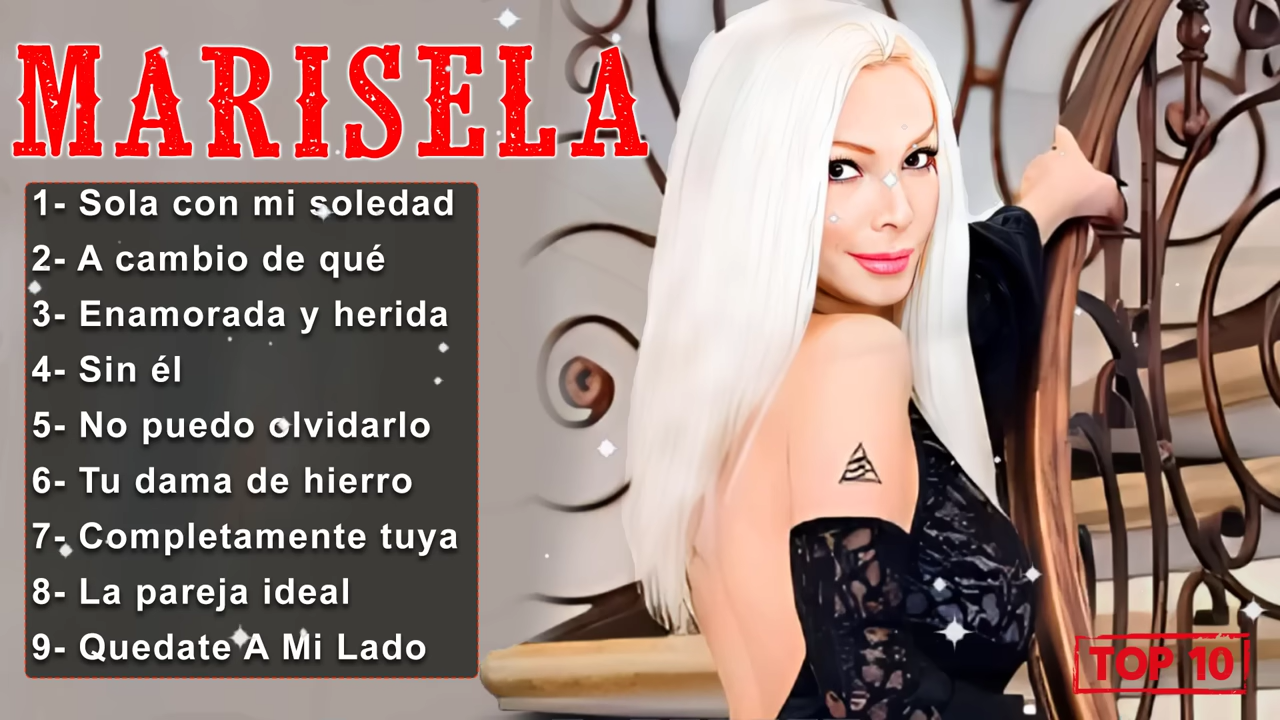 MARISELA
1- Sola con mi soledad
2- A cambio de qué
3- Enamorada y herida
4- Sin él
5- No puedo olvidarlo
6- Tu dama de hierro
7- Completamente tuya
8- La pareja ideal
9- Quedate A Mi Lado
TOP 10